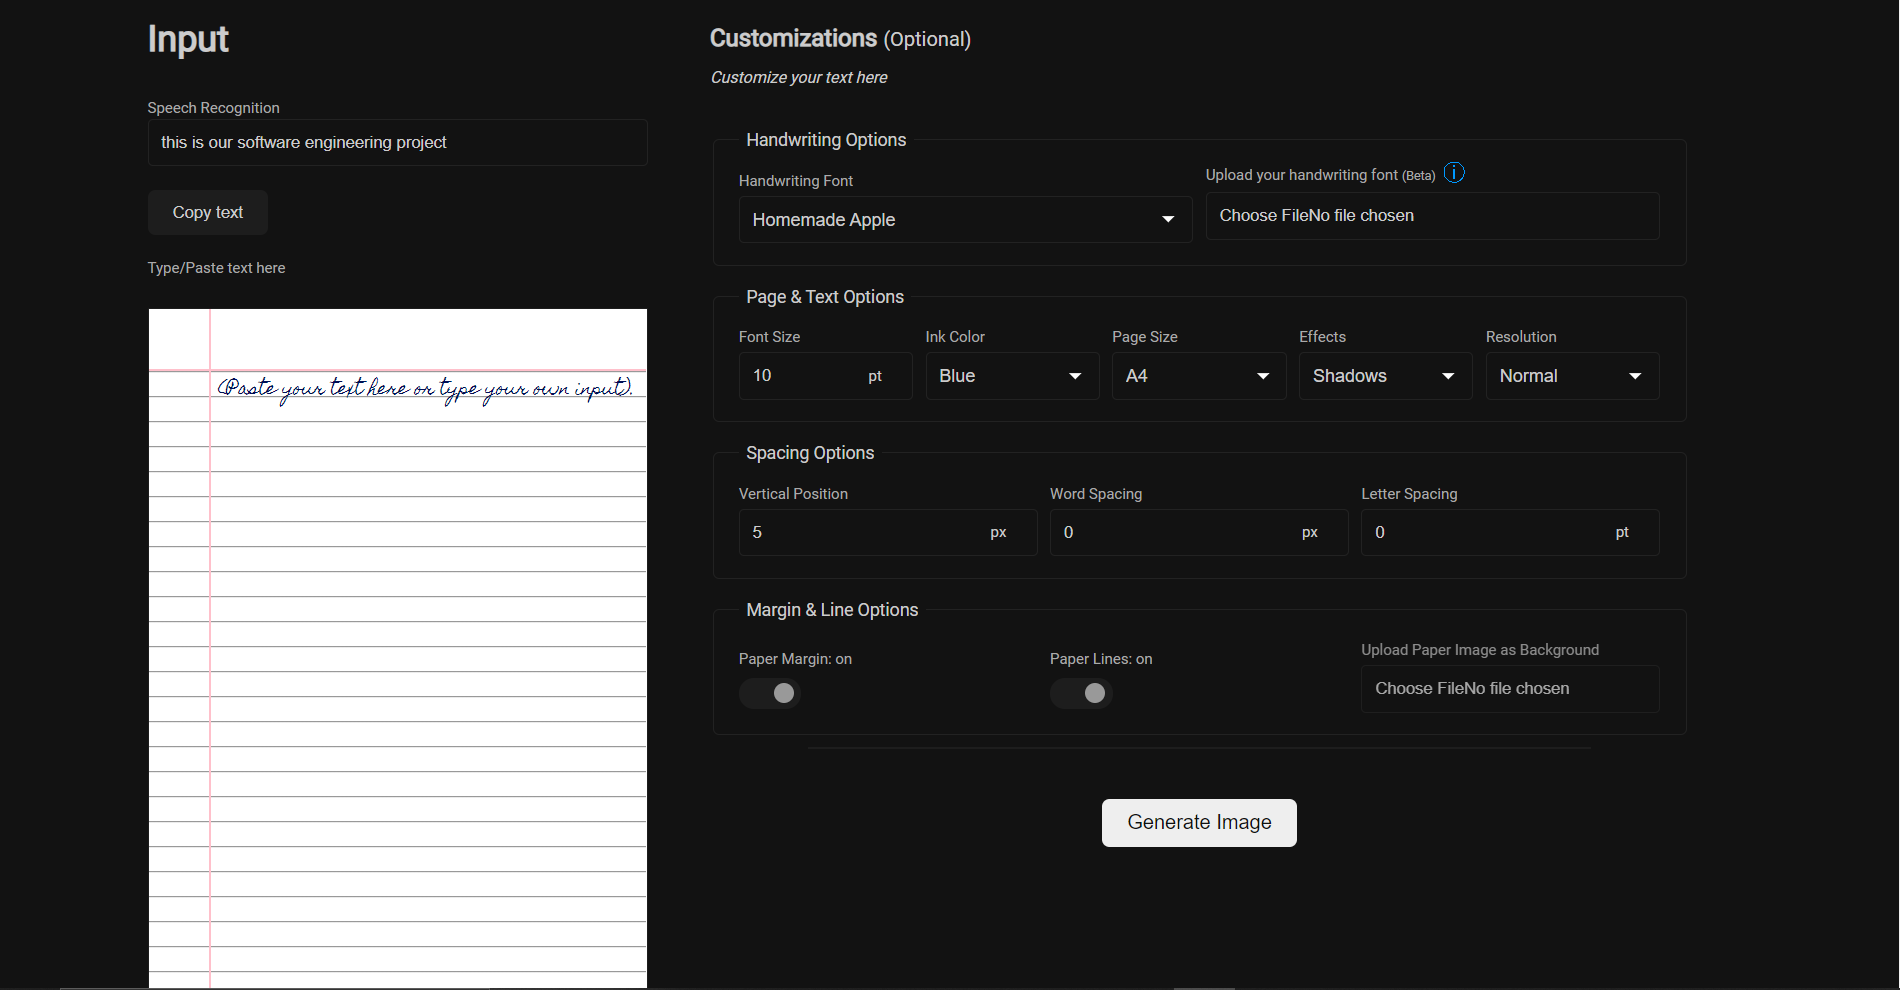 Input
Speech Recognition
this is our software engineering project
Copy text
Type/Paste text here
(Paste your text here or type your own input).
Customizations (Optional)
Customize your text here
Handwriting Options
Handwriting Font
Homemade Apple
Upload your handwriting font (Beta)
Choose FileNo file chosen
Page & Text Options
Font Size
10 pt
Ink Color
Blue
Page Size
A4
Effects
Shadows
Resolution
Normal
Spacing Options
Vertical Position
5 px
Word Spacing
0 px
Letter Spacing
0 pt
Margin & Line Options
Paper Margin: on
Paper Lines: on
Upload Paper Image as Background
Choose FileNo file chosen
Generate Image